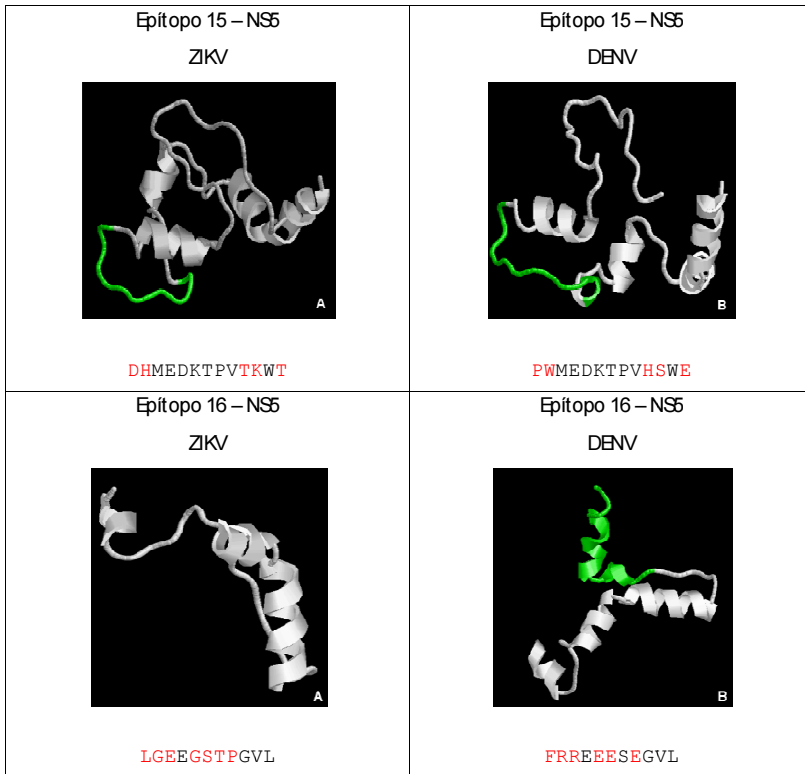 Epítopo 15 – NS5
ZIKV
A
DHMEDKTPVTKWT
Epítopo 15 – NS5
DENV
B
PWMEDKTPVHSWE
Epítopo 16 – NS5
ZIKV
A
LGEEGSTPGVL
Epítopo 16 – NS5
DENV
B
FRREEESEGVL